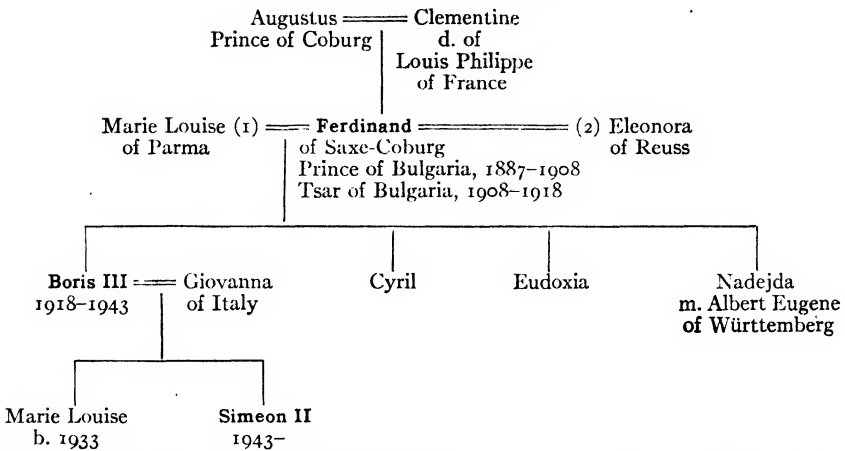 Augustus Clementine
Prince of Coburg d. of
Louis Philippe
of France
Marie Louise (1) Ferdinand (2) Eleonora
of Parma of Saxe-Coburg of Reuss
Prince of Bulgaria, 1887–1908
Tsar of Bulgaria, 1908–1918
Boris III Giovanna Cyril Eudoxia Nadejda
1918–1943 of Italy m. Albert Eugene
of Württemberg
Marie Louise Simeon II
b. 1933 1943–